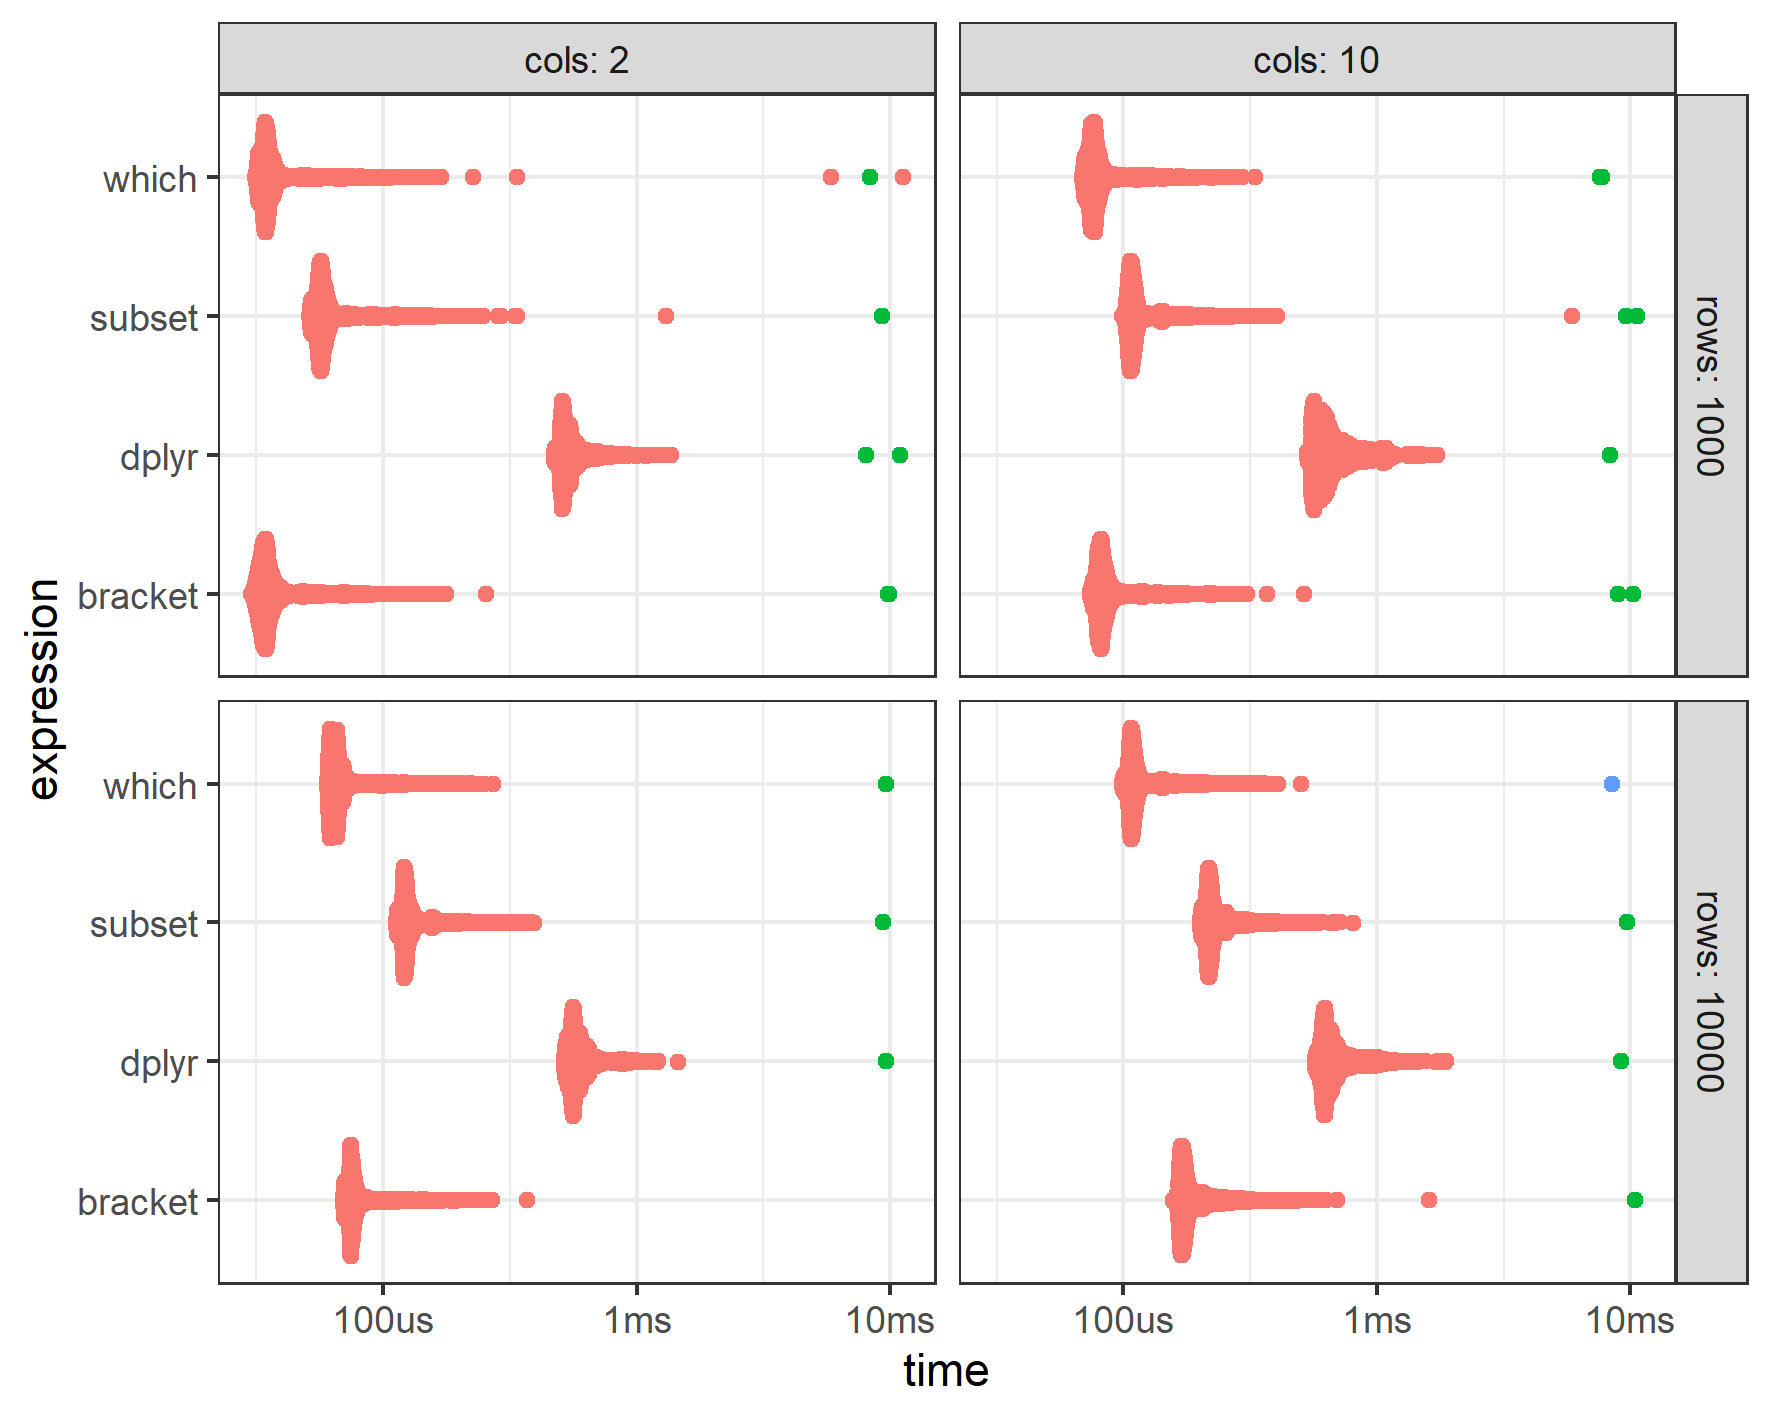 cols: 2
cols: 10
which
subset
dplyr
bracket
rows: 1000
which
subset
dplyr
bracket
rows: 10000
expression
100us 1ms 10ms
100us 1ms 10ms
time